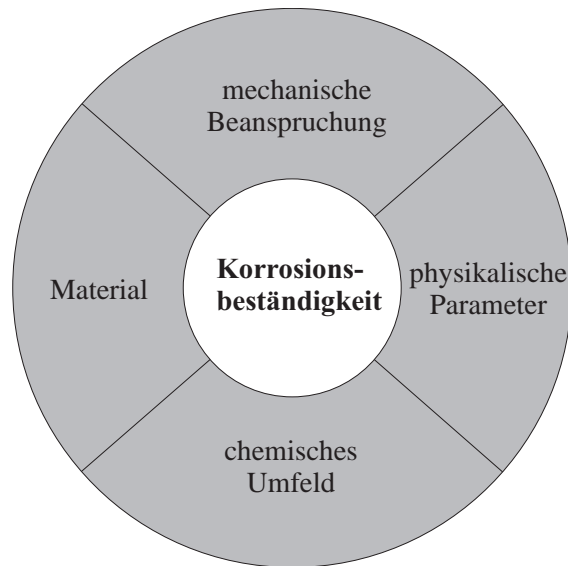 mechanische
Beanspruchung
Material
Korrosions-
beständigkeit
physikalische
Parameter
chemisches
Umfeld